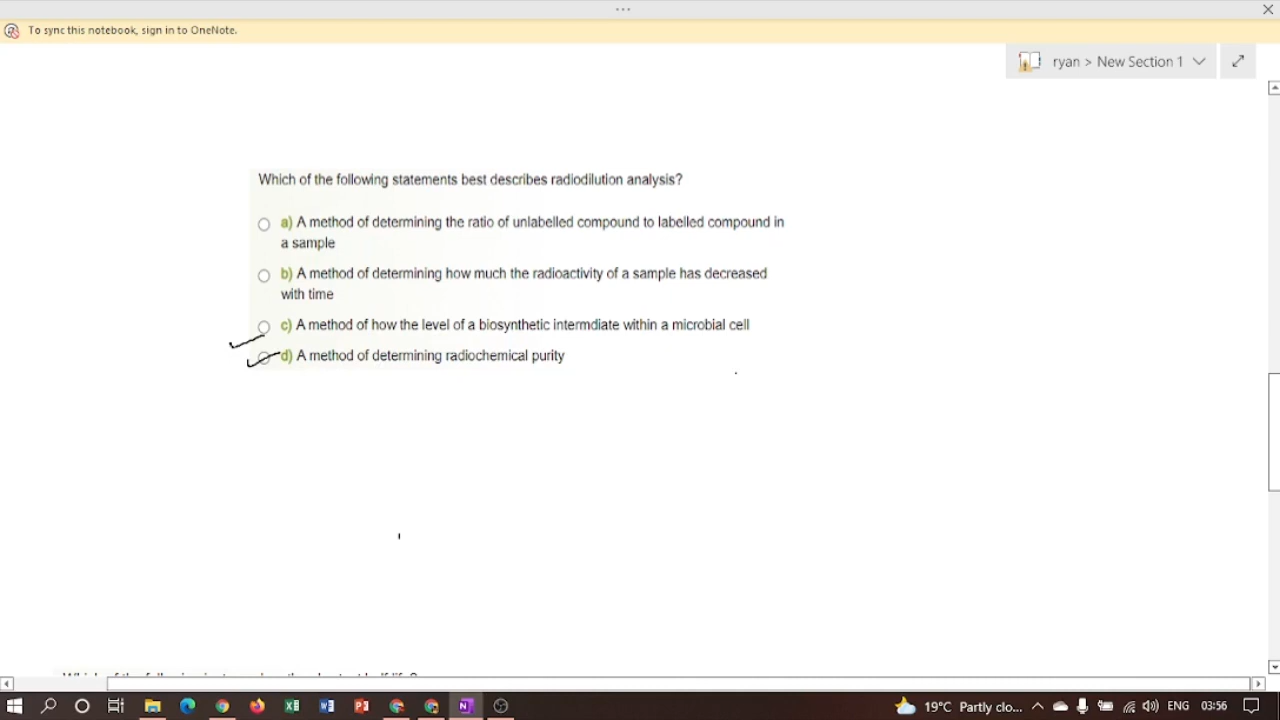 To sync this notebook, sign in to OneNote.
ryan > New Section 1
Which of the following statements best describes radiodilution analysis?
a) A method of determining the ratio of unlabelled compound to labelled compound in
a sample
b) A method of determining how much the radioactivity of a sample has decreased
with time
c) A method of how the level of a biosynthetic intermdiate within a microbial cell
d) A method of determining radiochemical purity
19°C Partly clo... ENG 03:56